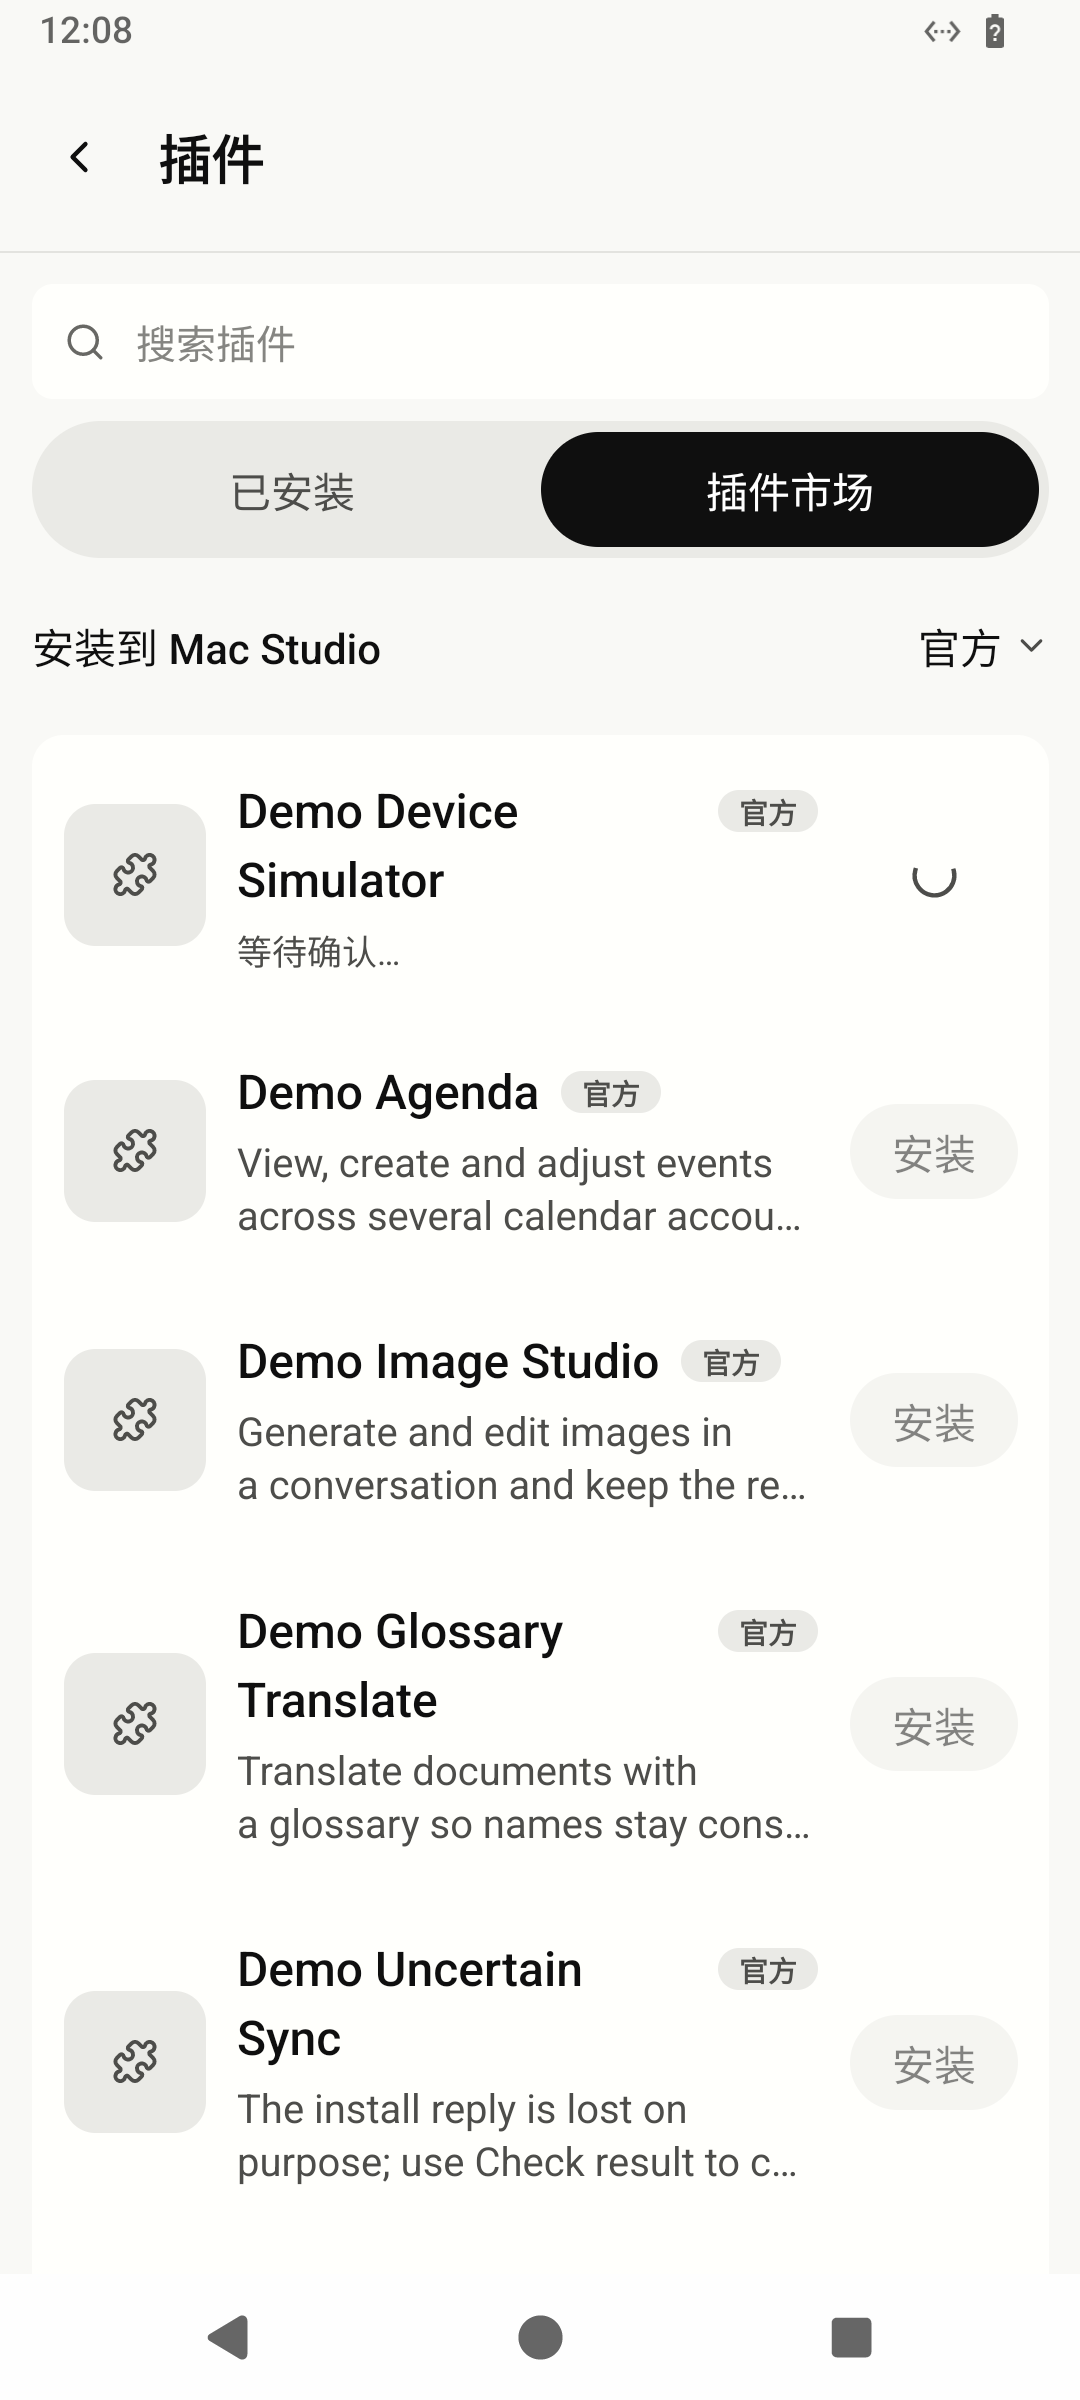 12:08
插件
搜索插件
已安装
插件市场
安装到 Mac Studio
官方
Demo Device
Simulator
官方
等待确认…
Demo Agenda
官方
View, create and adjust events
across several calendar accou…
安装
Demo Image Studio
官方
Generate and edit images in
a conversation and keep the re…
安装
Demo Glossary
Translate
官方
Translate documents with
a glossary so names stay cons…
安装
Demo Uncertain
Sync
官方
The install reply is lost on
purpose; use Check result to c…
安装